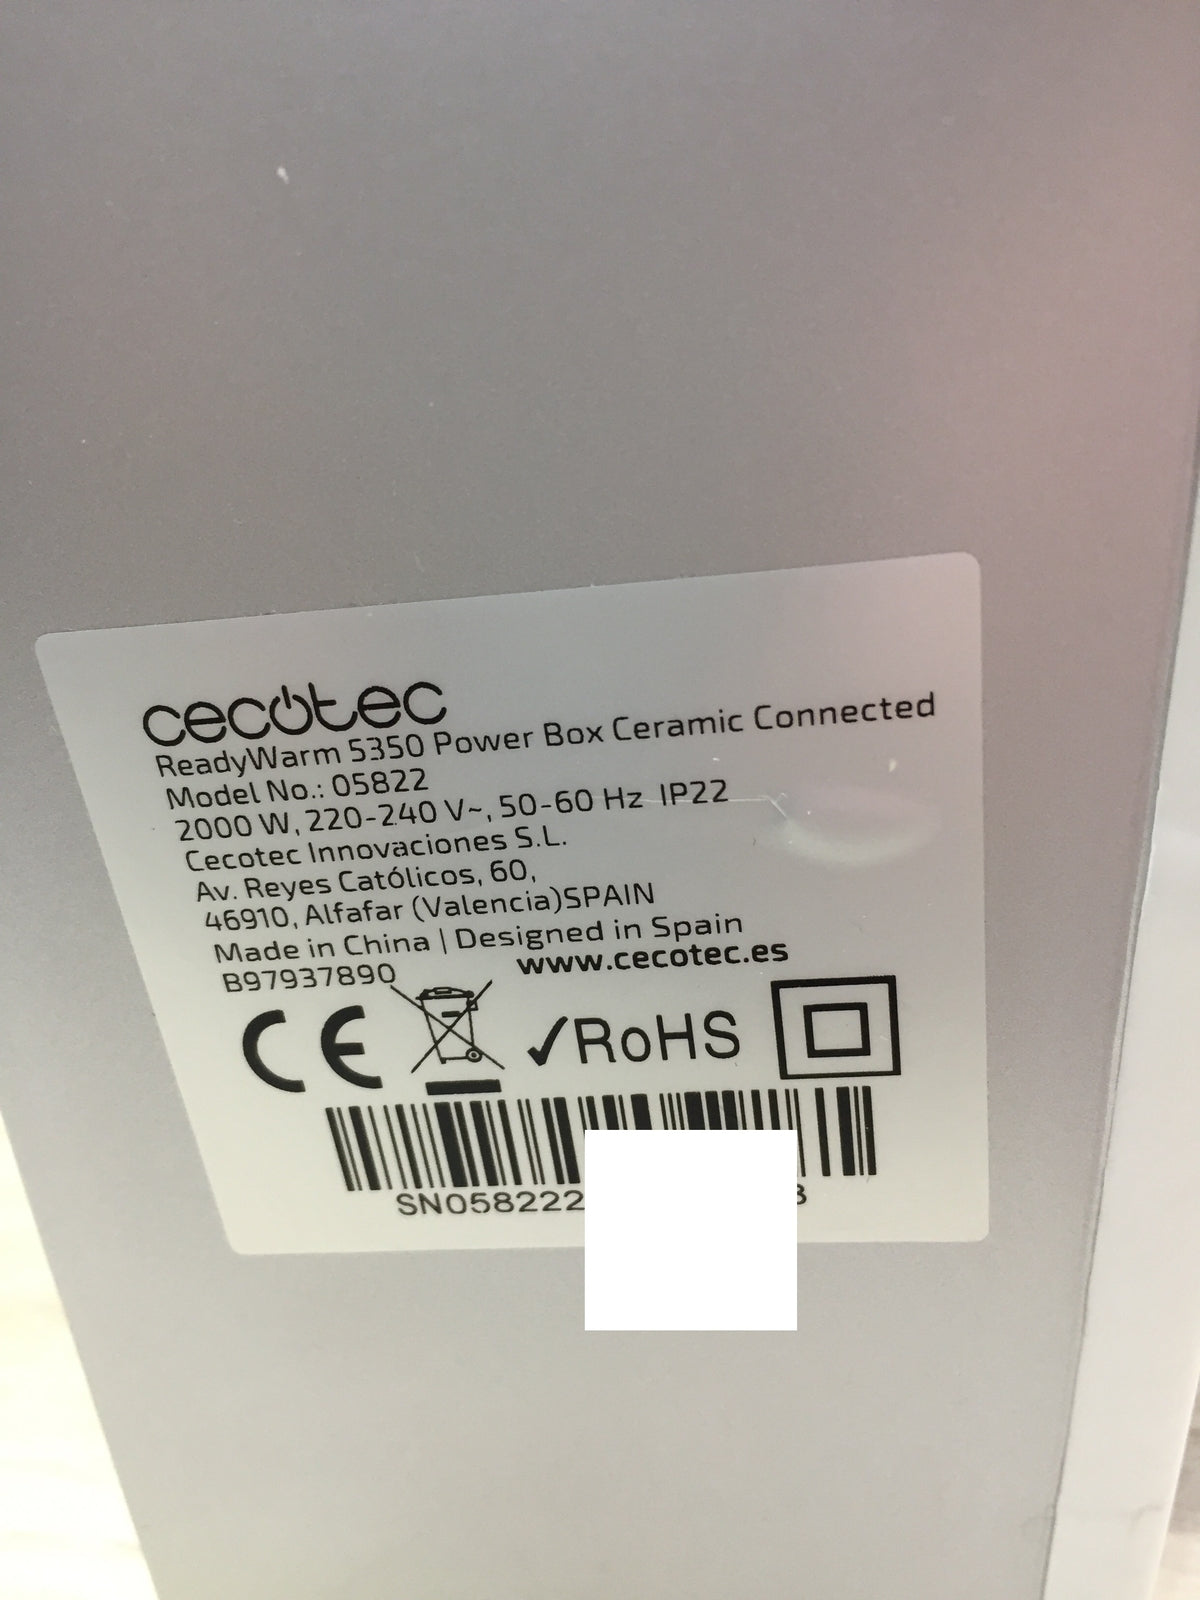 cecotec
ReadyWarm 5350 Power Box Ceramic Connected
Model No.: 05822
2000 W, 220-240 V~, 50-60 Hz IP22
Cecotec Innovaciones S.L.
Av. Reyes Católicos, 60,
46910, Alfafar (Valencia)SPAIN
Made in China | Designed in Spain
B97937890 www.cecotec.es
CE ✓RoHS
SN058222